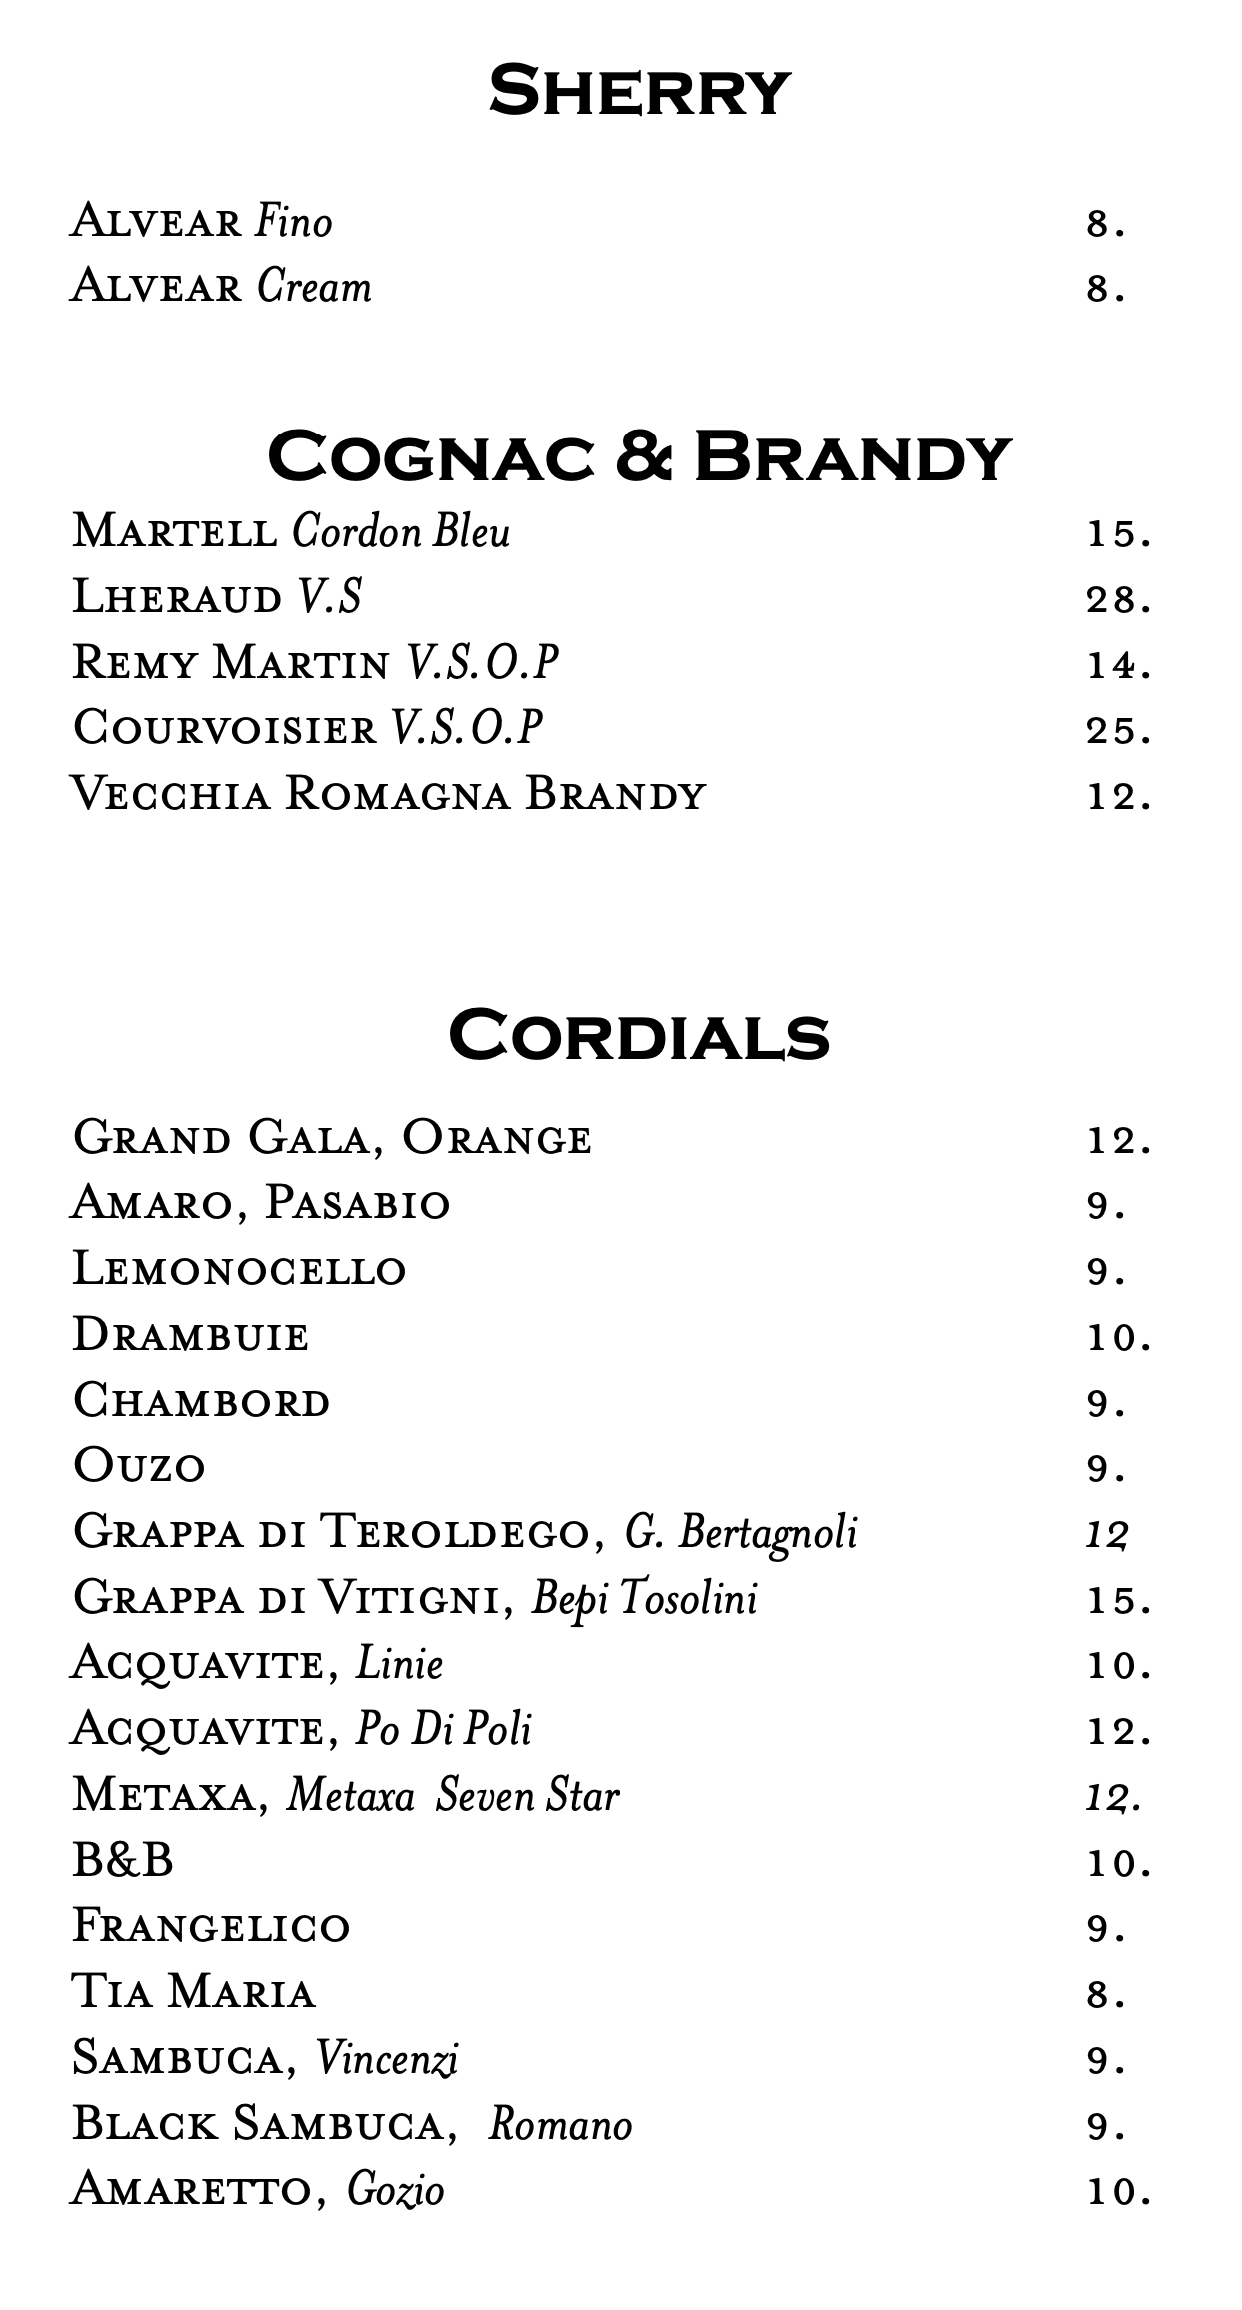 Sherry
Alvear Fino 8.
Alvear Cream 8.
Cognac & Brandy
Martell Cordon Bleu 15.
Lheraud V.S 28.
Remy Martin V.S.O.P 14.
Courvoisier V.S.O.P 25.
Vecchia Romagna Brandy 12.
Cordials
Grand Gala, Orange 12.
Amaro, Pasabio 9.
Lemonocello 9.
Drambuie 10.
Chambord 9.
Ouzo 9.
Grappa di Teroldego, G. Bertagnoli 12
Grappa di Vitigni, Bepi Tosolini 15.
Acquavite, Linie 10.
Acquavite, Po Di Poli 12.
Metaxa, Metaxa Seven Star 12.
B&B 10.
Frangelico 9.
Tia Maria 8.
Sambuca, Vincenzi 9.
Black Sambuca, Romano 9.
Amaretto, Gozio 10.